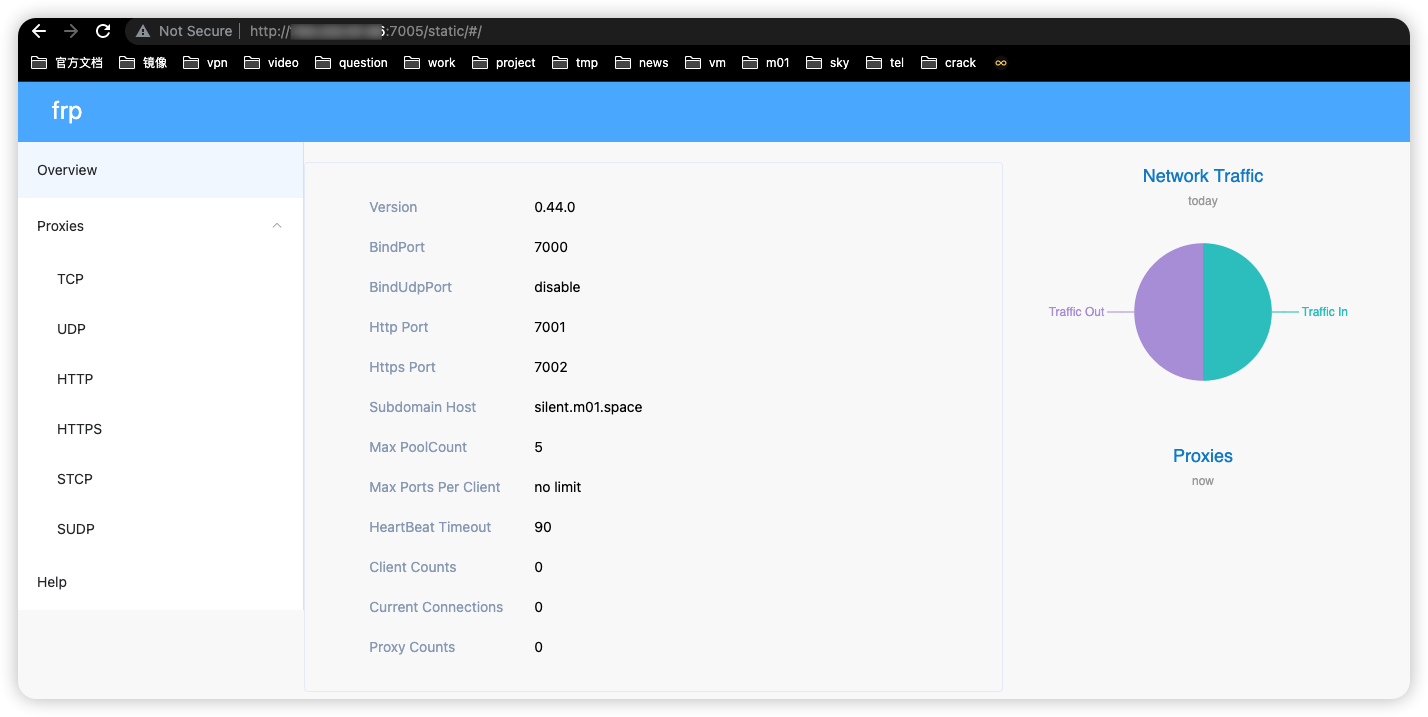 Not Secure | http:// 6:7005/static/#/
官方文档 镜像 vpn video question work project tmp news vm m01 sky tel crack
frp
Overview
Proxies
TCP
UDP
HTTP
HTTPS
STCP
SUDP
Help
Version 0.44.0
BindPort 7000
BindUdpPort disable
Http Port 7001
Https Port 7002
Subdomain Host silent.m01.space
Max PoolCount 5
Max Ports Per Client no limit
HeartBeat Timeout 90
Client Counts 0
Current Connections 0
Proxy Counts 0
Network Traffic
today
Traffic Out
Traffic In
Proxies
now